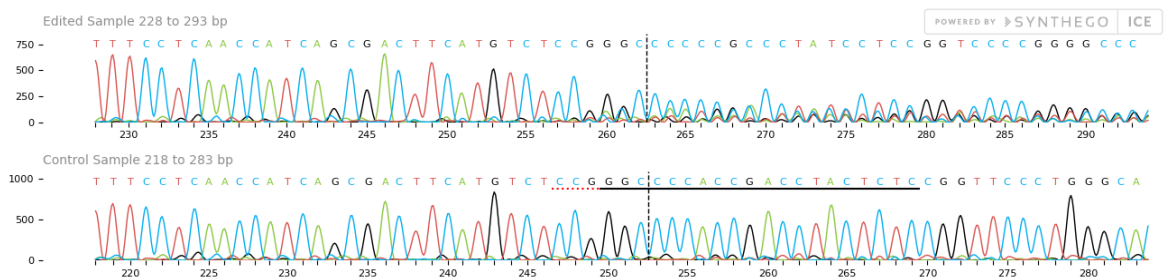 Edited Sample 228 to 293 bp
POWERED BY SYNTHEGO ICE
T T T C C T C A A C C A T C A G C G A C T T C A T G T C T C C G G G C C C C C C G C C C T A T C C T C C G G T C C C C G G G G C C C
750
500
250
0
230 235 240 245 250 255 260 265 270 275 280 285 290
Control Sample 218 to 283 bp
T T T C C T C A A C C A T C A G C G A C T T C A T G T C T C C G G G C C C C A C C G A C C T A C T C T C C G G T T C C C T G G G C A
1000
500
0
220 225 230 235 240 245 250 255 260 265 270 275 280